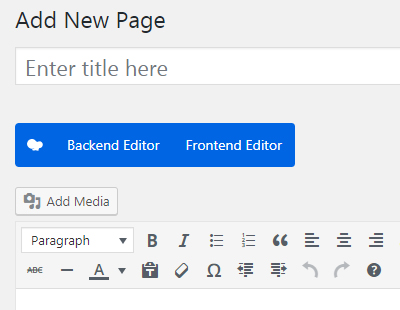 Add New Page
Enter title here
Backend Editor Frontend Editor
Add Media
Paragraph B I
ABC A T Ω ?